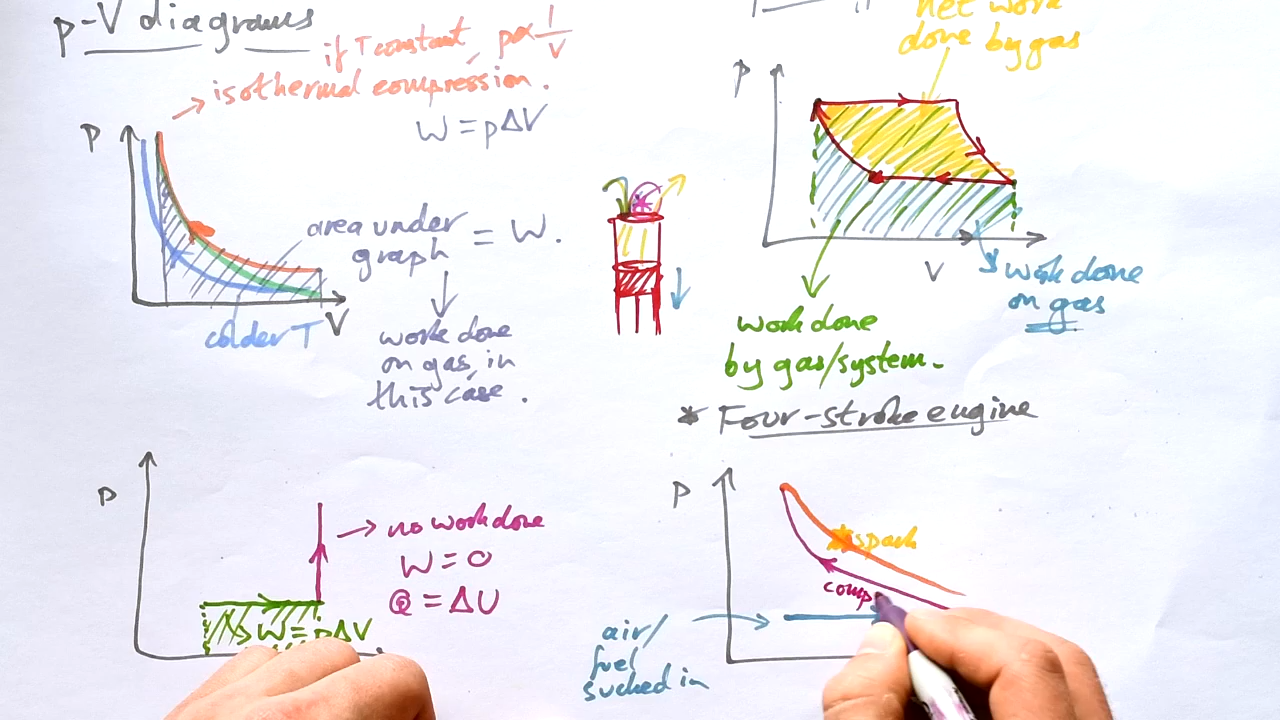 p-V diagrams
if T constant, p∝1/V
isothermal compression.
W = pΔV
p
area under
graph = W.
V
colder T
work done
on gas, in
this case.
net work
done by gas
p
V
work done
on gas
work done
by gas/system.
* Four-stroke engine
p
no work done
W = 0
Q = ΔU
W = pΔV
p
spark
comp
air/
fuel
sucked in